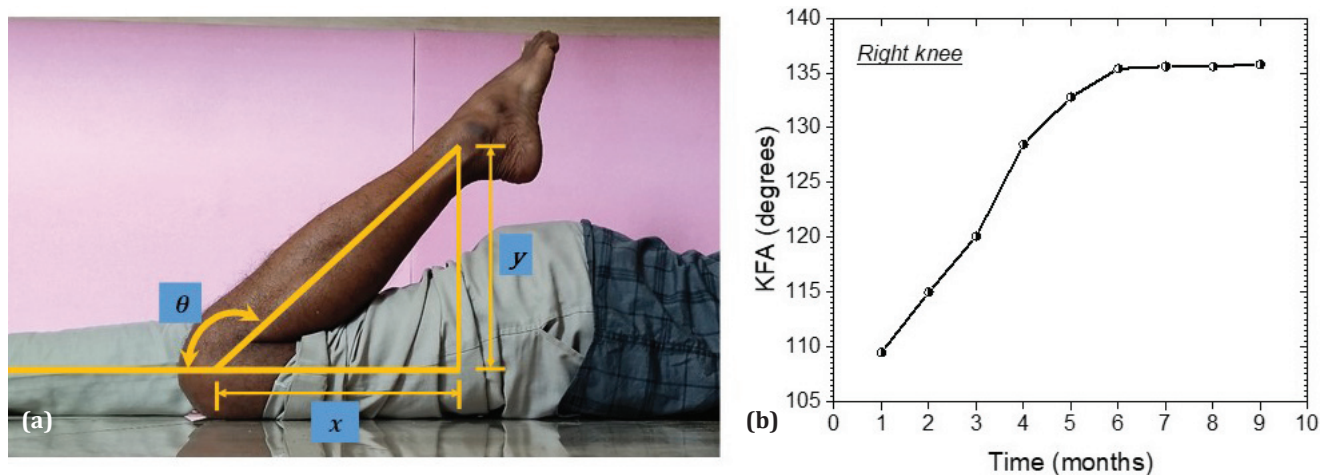 θ
y
x
(a)
Right knee
KFA (degrees)
140
135
130
125
120
115
110
105
0 1 2 3 4 5 6 7 8 9 10
Time (months)
(b)